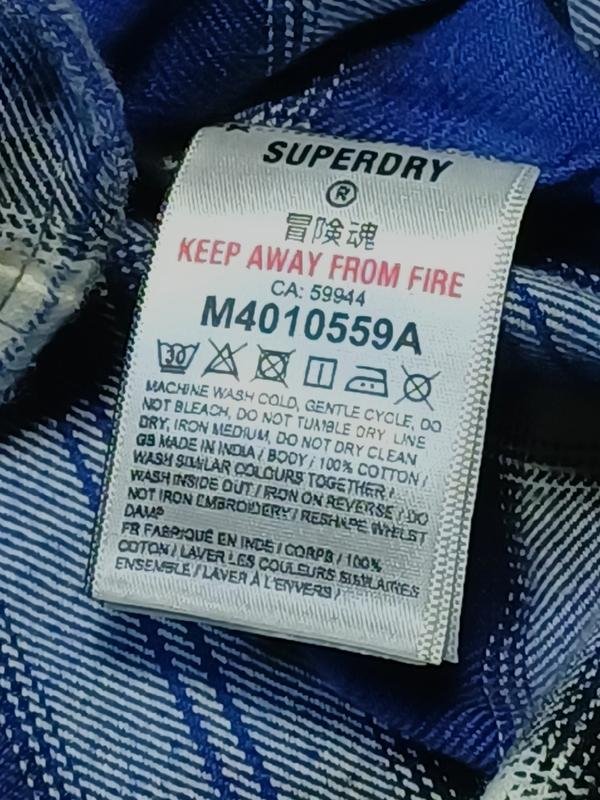 SUPERDRY
®
冒険魂
KEEP AWAY FROM FIRE
CA: 59944
M4010559A
30
MACHINE WASH COLD, GENTLE CYCLE, DO
NOT BLEACH, DO NOT TUMBLE DRY LINE
DRY, IRON MEDIUM, DO NOT DRY CLEAN
GB MADE IN INDIA / BODY / 100% COTTON /
WASH SIMILAR COLOURS TOGETHER /
WASH INSIDE OUT / IRON ON REVERSE / DO
NOT IRON EMBROIDERY / RESHAPE WHILST
DAMP
FR FABRIQUÉ EN INDE / CORPS / 100%
COTON / LAVER LES COULEURS SIMILAIRES
ENSEMBLE / LAVER À L'ENVERS /